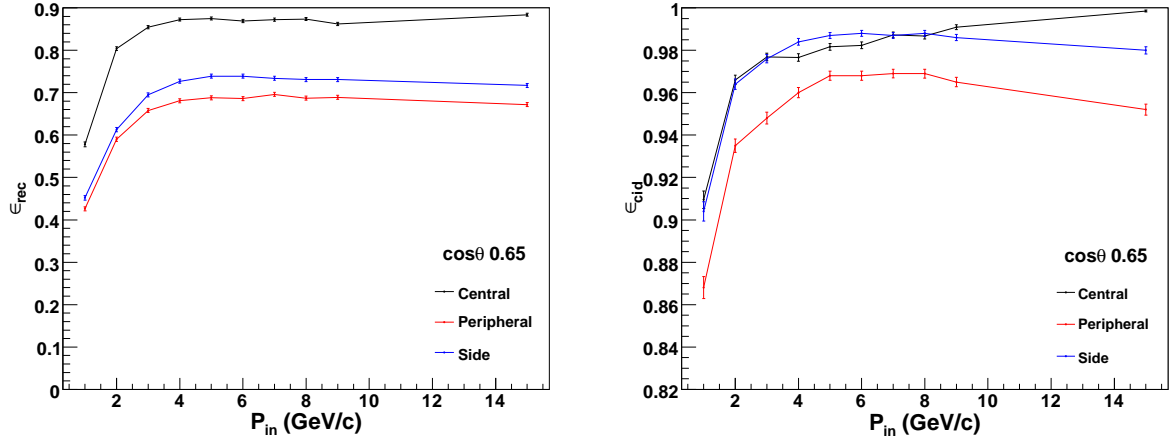 0.9
0.8
0.7
0.6
0.5
0.4
0.3
0.2
0.1
0
∈rec
cosθ 0.65
Central
Peripheral
Side
2 4 6 8 10 12 14
Pin (GeV/c)
1
0.98
0.96
0.94
0.92
0.9
0.88
0.86
0.84
0.82
∈cid
cosθ 0.65
Central
Peripheral
Side
2 4 6 8 10 12 14
Pin (GeV/c)